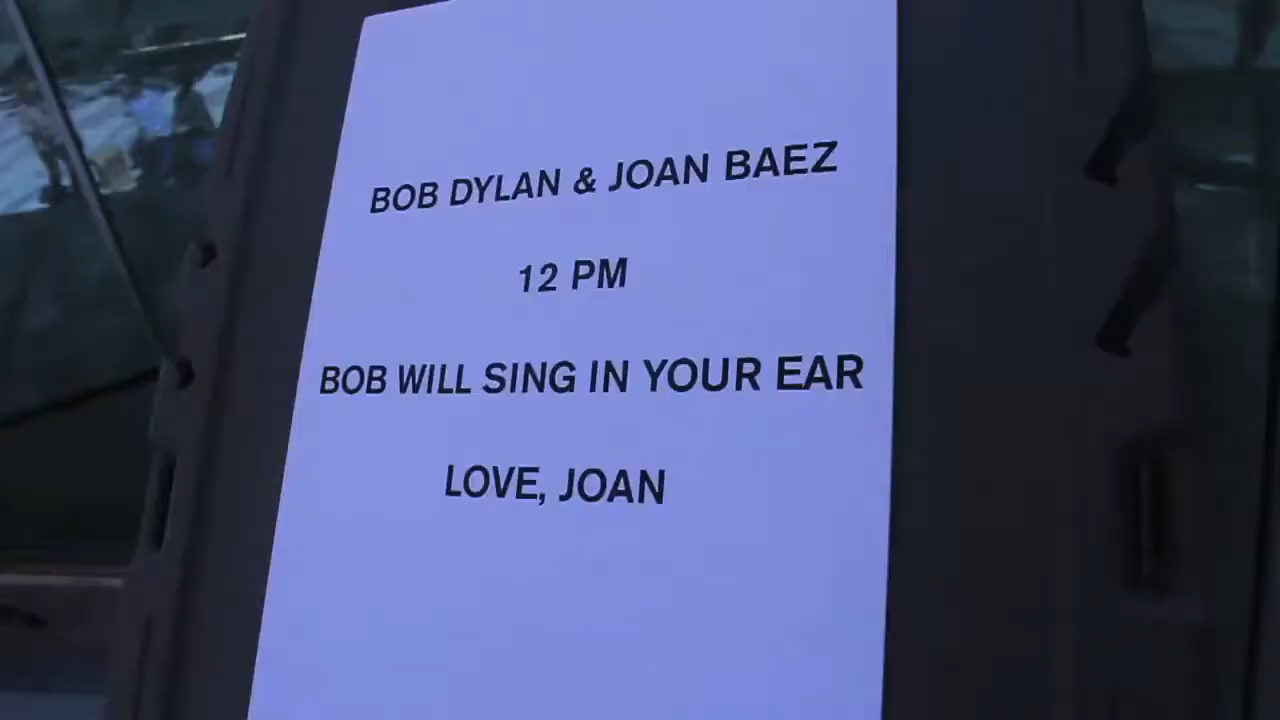 BOB DYLAN & JOAN BAEZ
12 PM
BOB WILL SING IN YOUR EAR
LOVE, JOAN